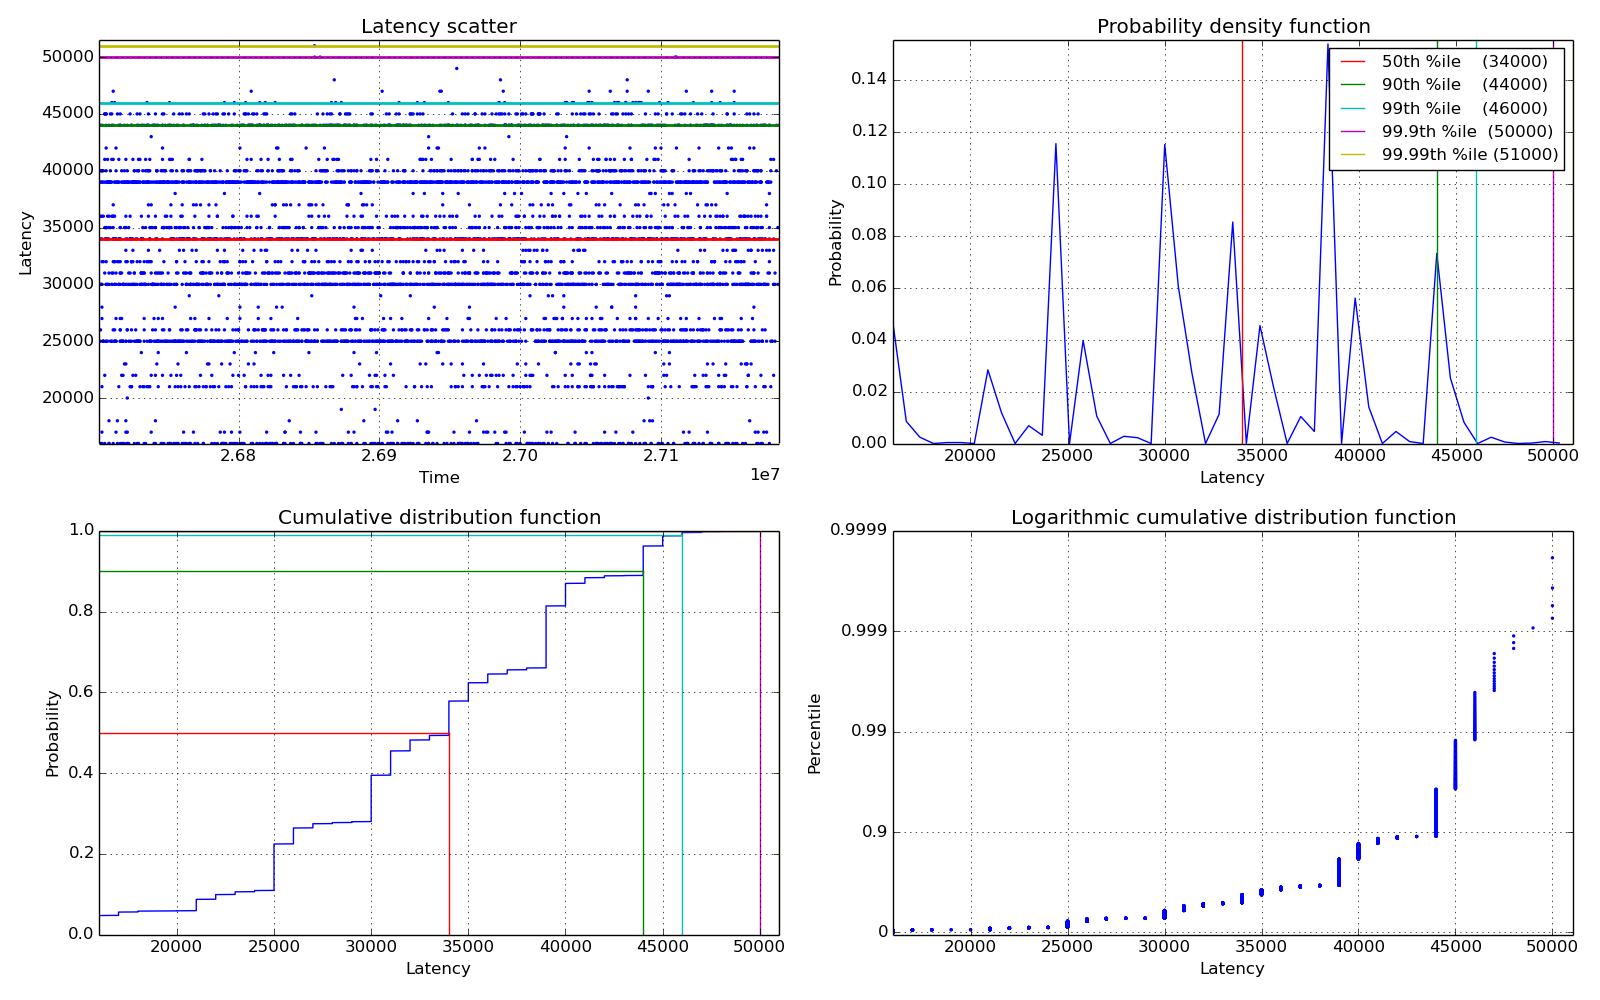 Latency scatter
50000
45000
40000
35000
30000
25000
20000
Latency
2.68
2.69
2.70
2.71
1e7
Time
Probability density function
50th %ile (34000)
90th %ile (44000)
99th %ile (46000)
99.9th %ile (50000)
99.99th %ile (51000)
0.14
0.12
0.10
0.08
0.06
0.04
0.02
0.00
Probability
20000
25000
30000
35000
40000
45000
50000
Latency
Cumulative distribution function
1.0
0.8
0.6
0.4
0.2
0.0
Probability
20000
25000
30000
35000
40000
45000
50000
Latency
Logarithmic cumulative distribution function
0.9999
0.999
0.99
0.9
0
Percentile
20000
25000
30000
35000
40000
45000
50000
Latency